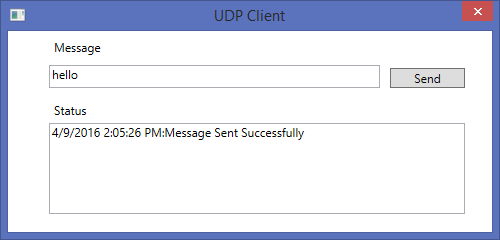 UDP Client
Message
hello
Send
Status
4/9/2016 2:05:26 PM:Message Sent Successfully